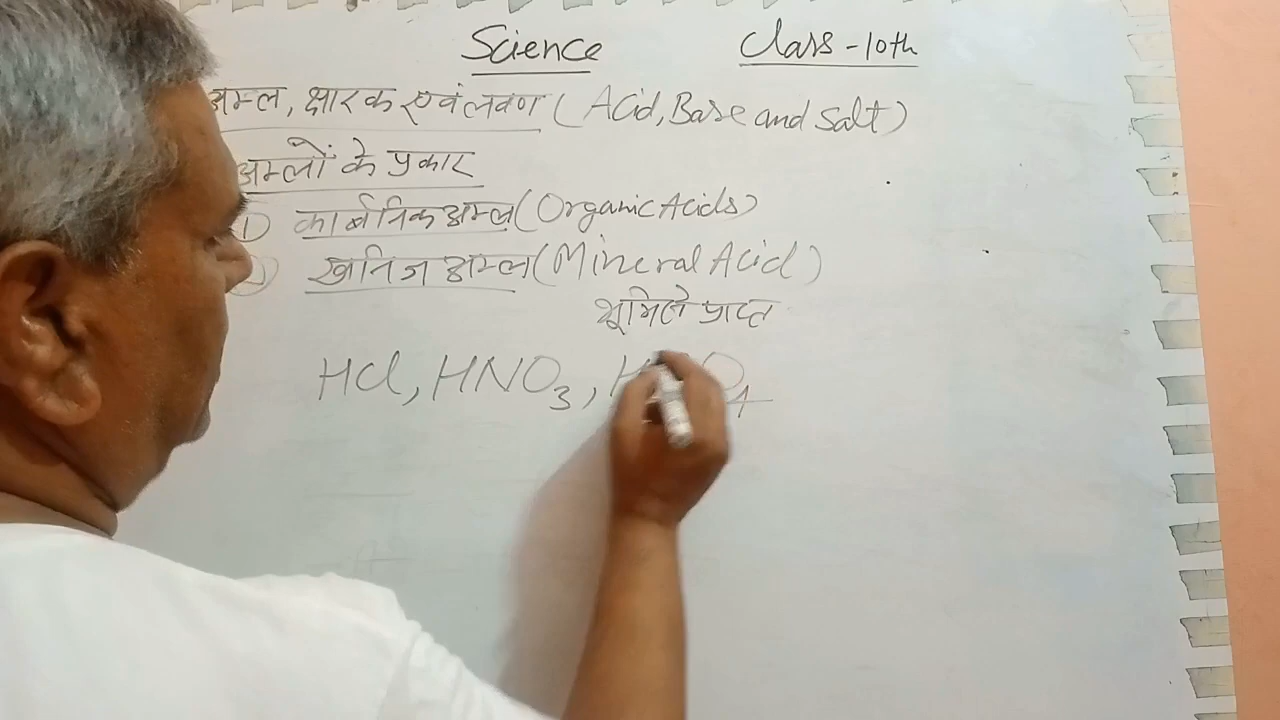 Science Class-10th
अम्ल, क्षारक एवं लवण (Acid, Base and Salt)
अम्लों के प्रकार
1) कार्बनिक अम्ल (Organic Acids)
खनिज अम्ल (Mineral Acid)
भूमि से प्राप्त
HCl, HNO₃, H